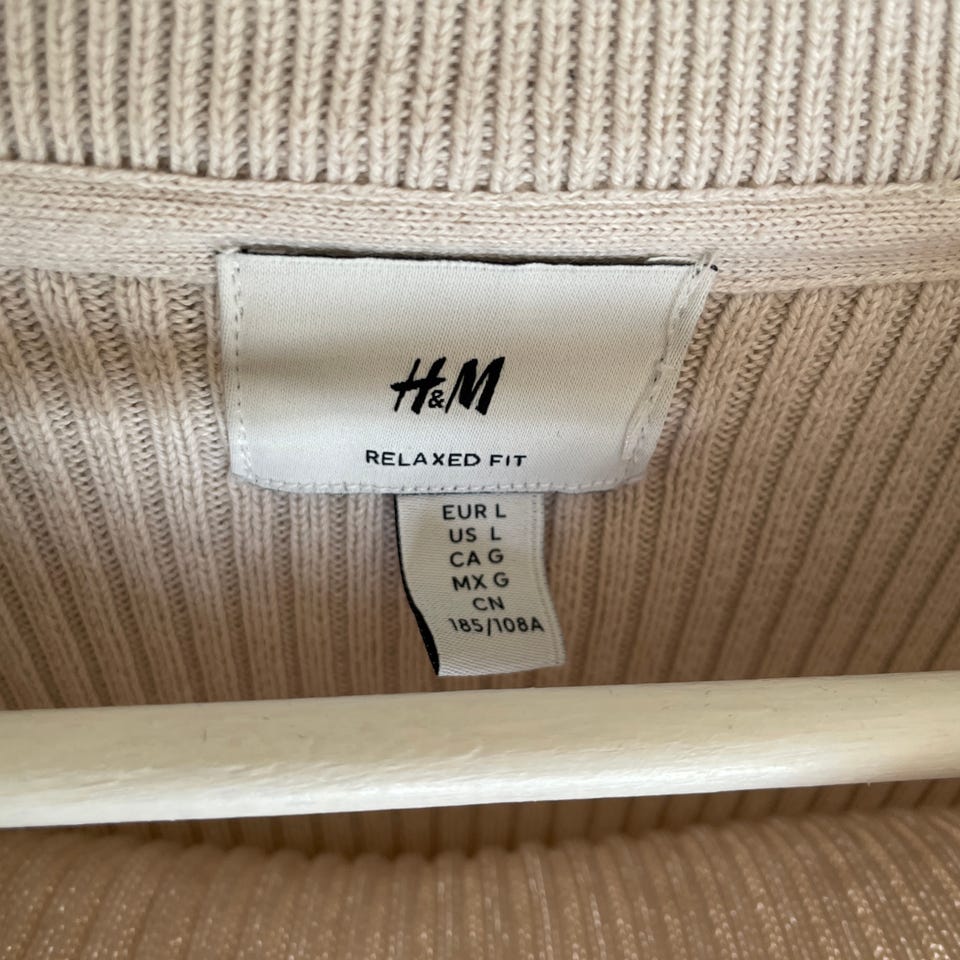 H&M
RELAXED FIT
EUR L
US L
CA G
MX G
CN
185/108A